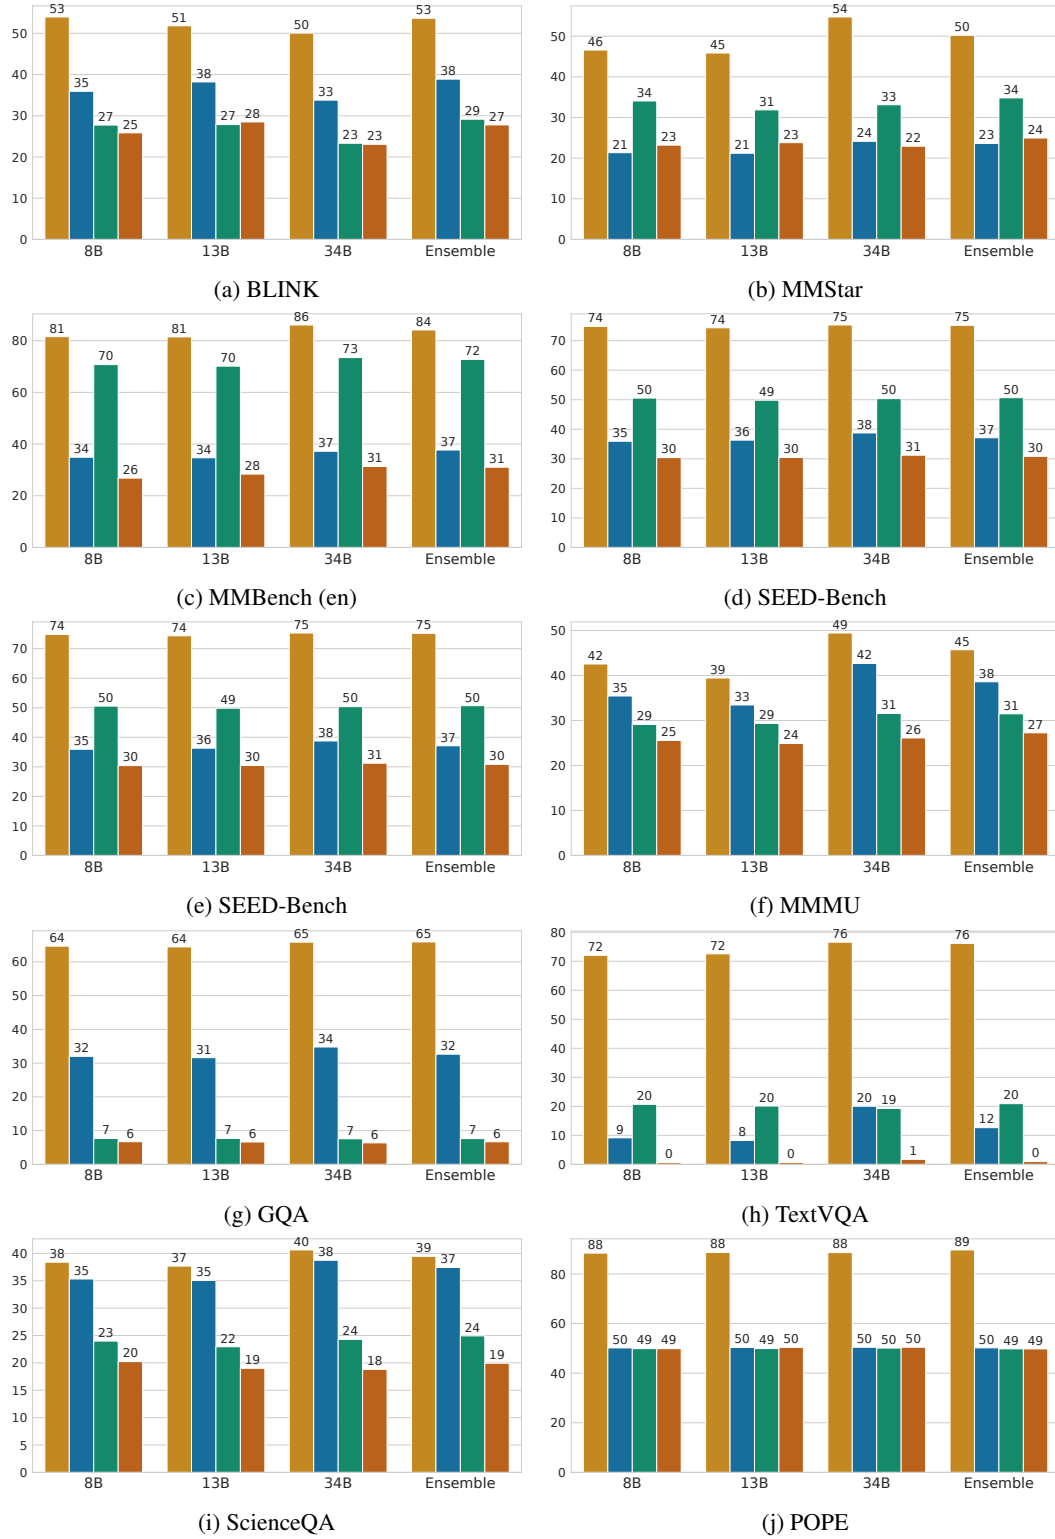 53 35 27 25 51 38 27 28 50 33 23 23 53 38 29 27
50
40
30
20
10
0
8B 13B 34B Ensemble
(a) BLINK
46 21 34 23 45 21 31 23 54 24 33 22 50 23 34 24
50
40
30
20
10
0
8B 13B 34B Ensemble
(b) MMStar
81 34 70 26 81 34 70 28 86 37 73 31 84 37 72 31
80
60
40
20
0
8B 13B 34B Ensemble
(c) MMBench (en)
74 35 50 30 74 36 49 30 75 38 50 31 75 37 50 30
70
60
50
40
30
20
10
0
8B 13B 34B Ensemble
(d) SEED-Bench
74 35 50 30 74 36 49 30 75 38 50 31 75 37 50 30
70
60
50
40
30
20
10
0
8B 13B 34B Ensemble
(e) SEED-Bench
42 35 29 25 39 33 29 24 49 42 31 26 45 38 31 27
50
40
30
20
10
0
8B 13B 34B Ensemble
(f) MMMU
64 32 7 6 64 31 7 6 65 34 7 6 65 32 7 6
60
50
40
30
20
10
0
8B 13B 34B Ensemble
(g) GQA
72 9 20 0 72 8 20 0 76 20 19 1 76 12 20 0
80
70
60
50
40
30
20
10
0
8B 13B 34B Ensemble
(h) TextVQA
38 35 23 20 37 35 22 19 40 38 24 18 39 37 24 19
40
35
30
25
20
15
10
5
0
8B 13B 34B Ensemble
(i) ScienceQA
88 50 49 49 88 50 49 50 88 50 50 50 89 50 49 49
80
60
40
20
0
8B 13B 34B Ensemble
(j) POPE